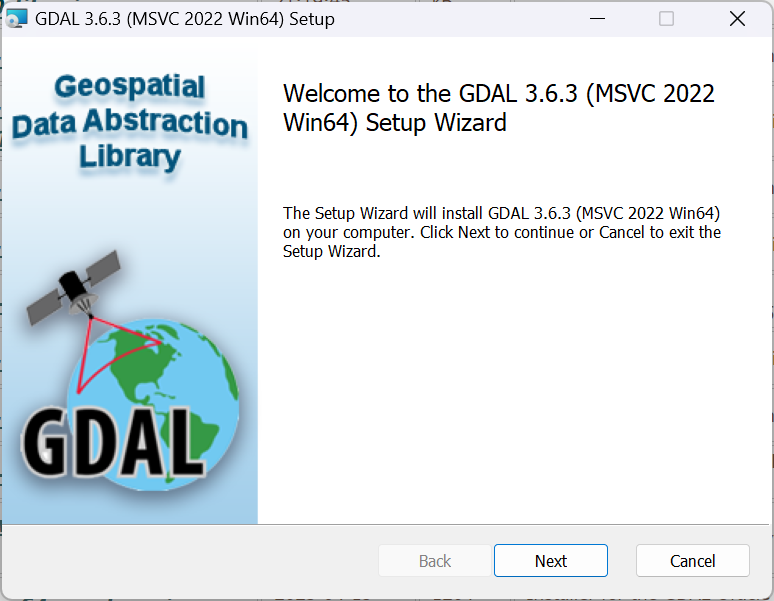 GDAL 3.6.3 (MSVC 2022 Win64) Setup
Geospatial
Data Abstraction
Library
GDAL
Welcome to the GDAL 3.6.3 (MSVC 2022
Win64) Setup Wizard
The Setup Wizard will install GDAL 3.6.3 (MSVC 2022 Win64)
on your computer. Click Next to continue or Cancel to exit the
Setup Wizard.
Back
Next
Cancel